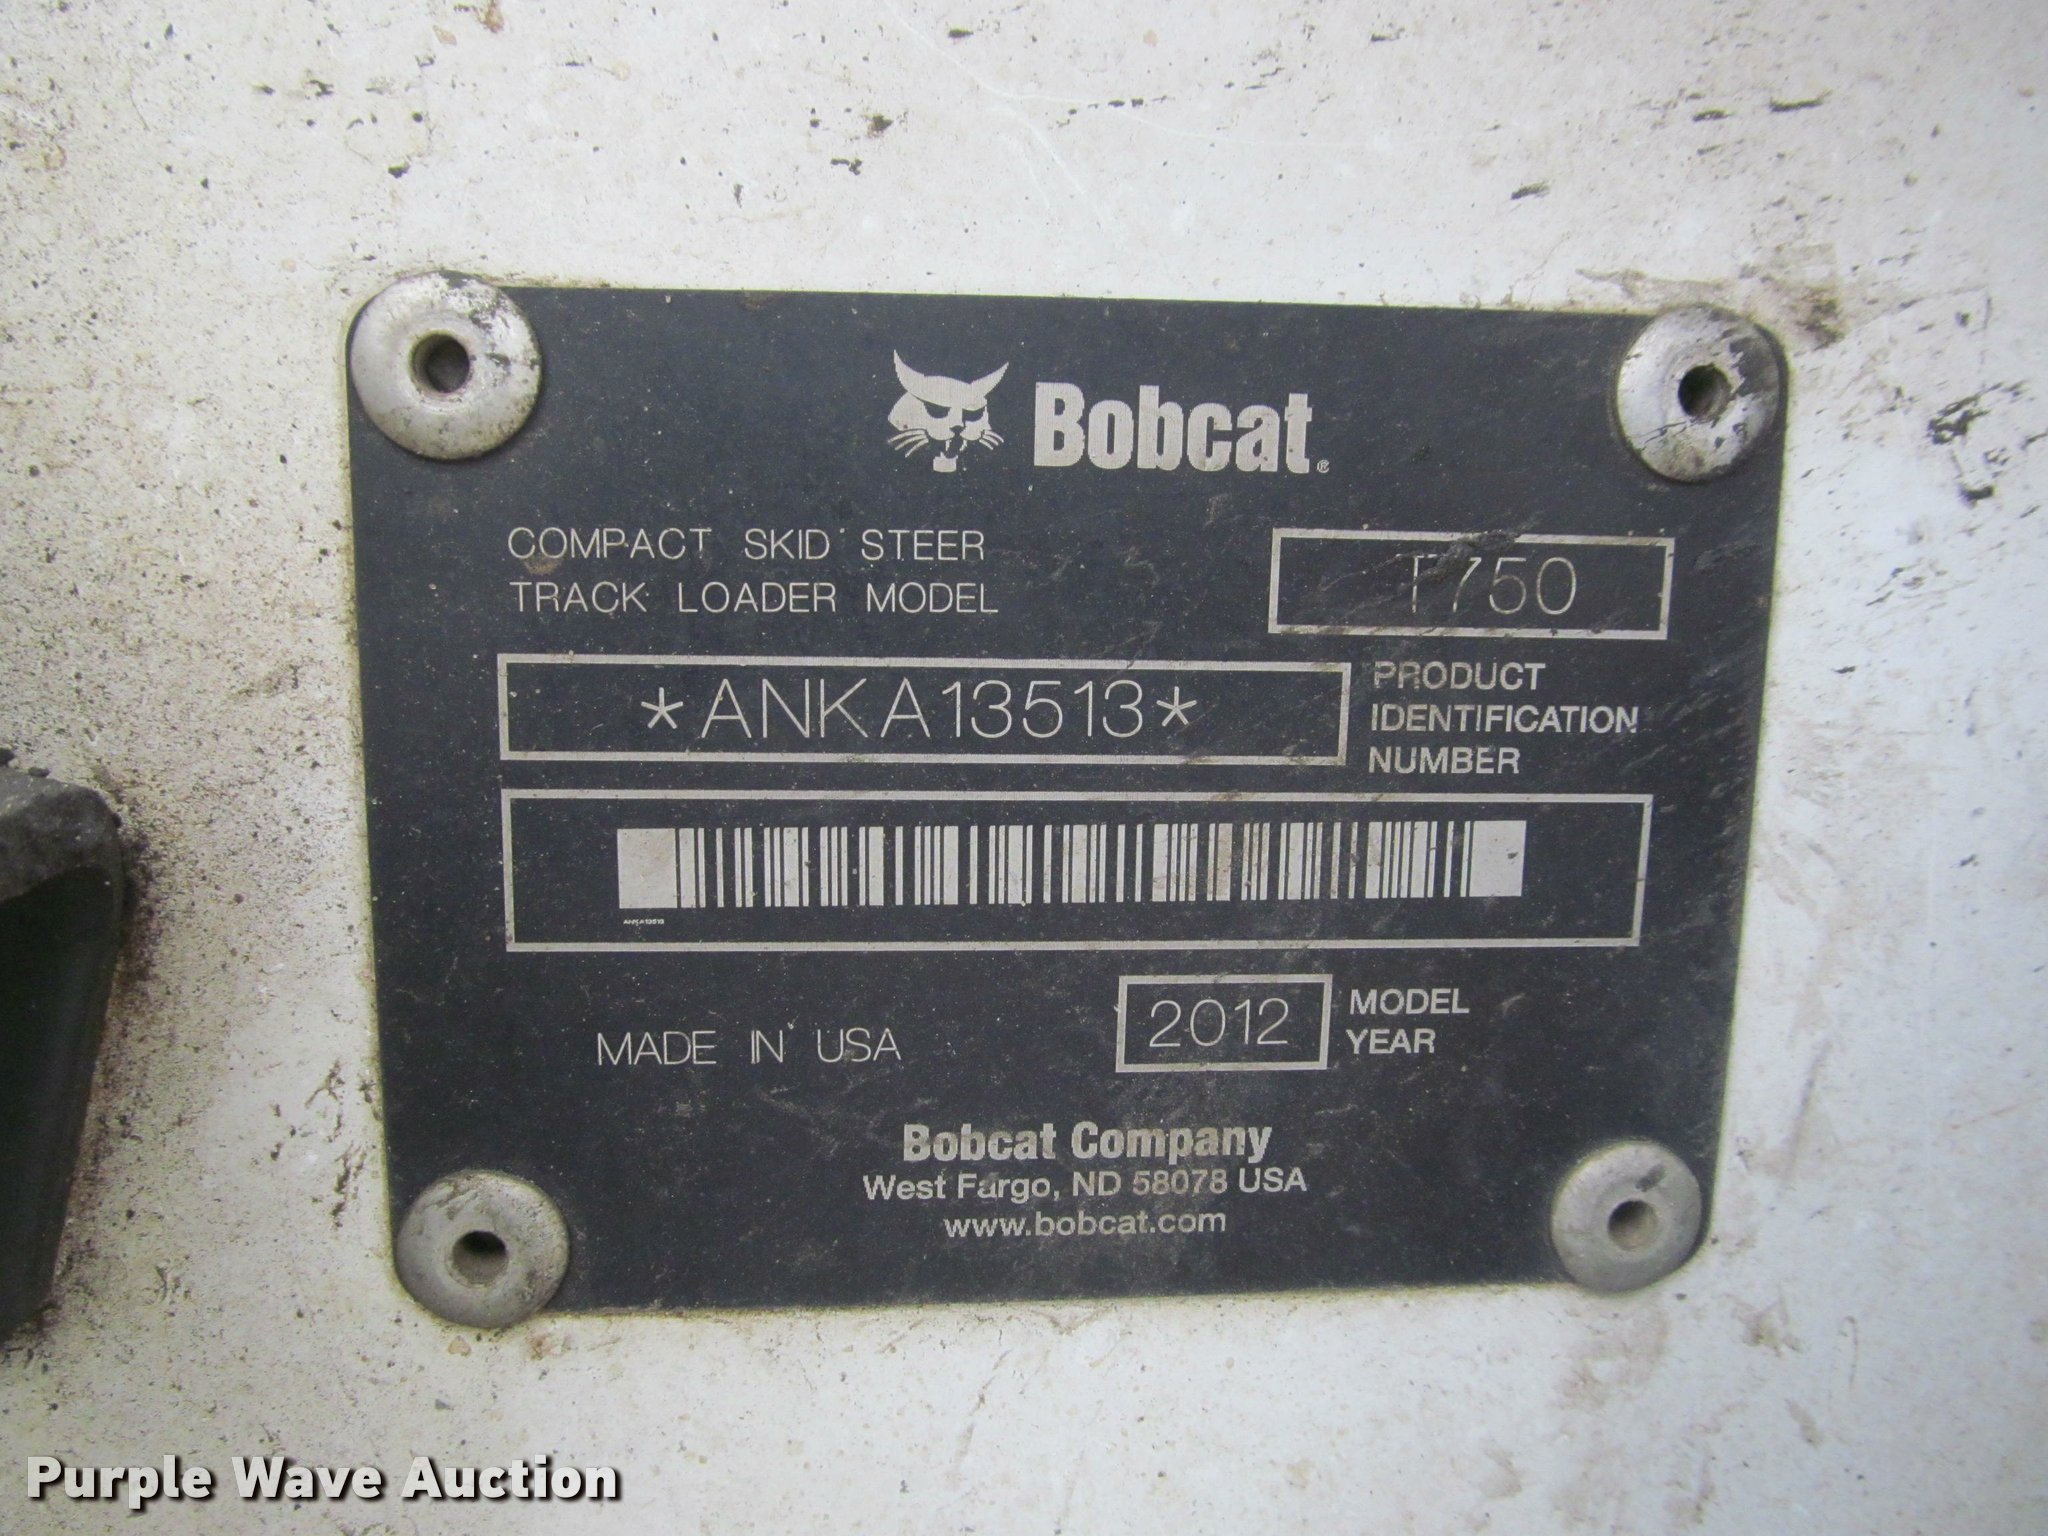 Bobcat®
COMPACT SKID STEER
TRACK LOADER MODEL
T750
*ANKA13513*
PRODUCT
IDENTIFICATION
NUMBER
ANKA13513
MADE IN USA
2012
MODEL
YEAR
Bobcat Company
West Fargo, ND 58078 USA
www.bobcat.com
Purple Wave Auction